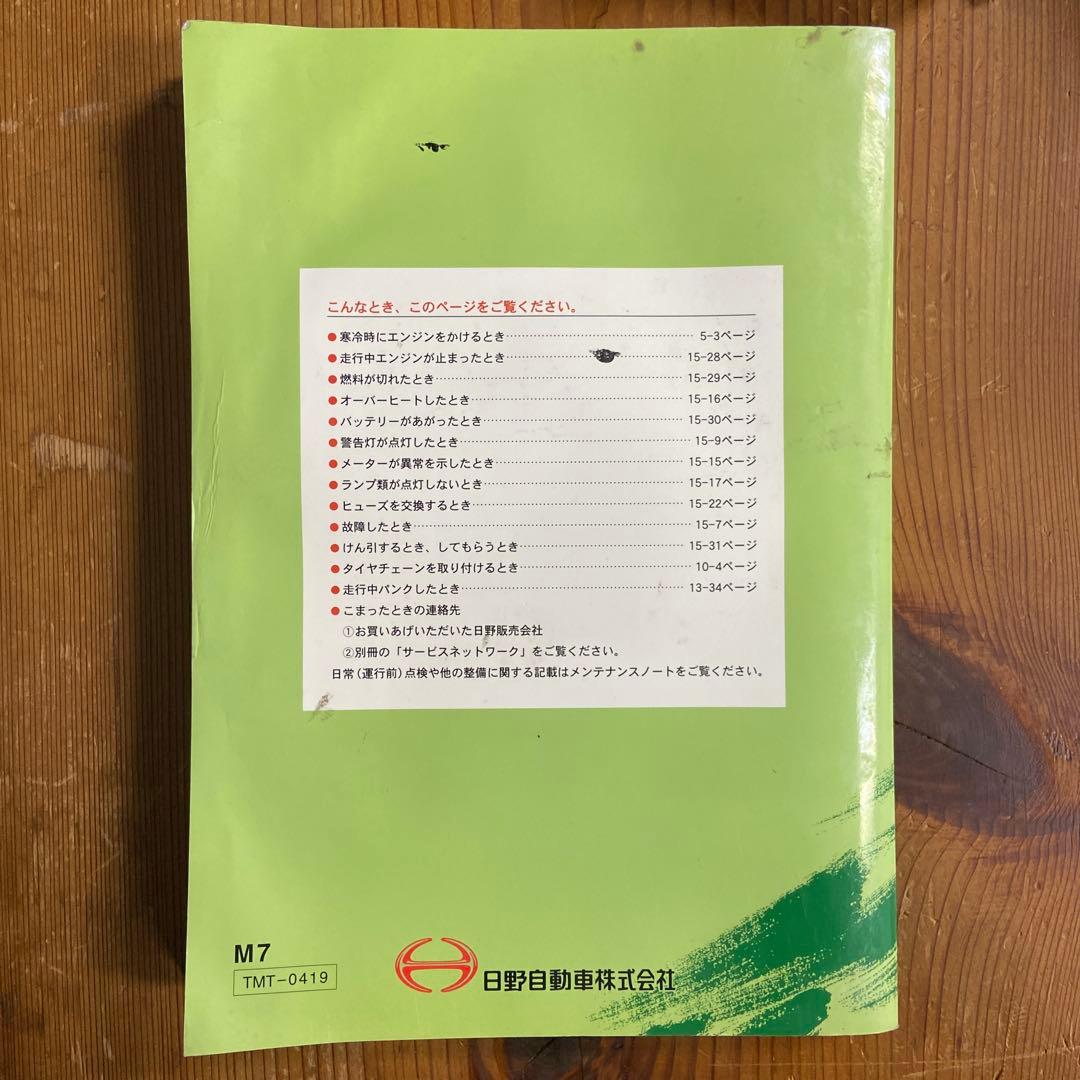 こんなとき、このページをご覧ください。
●寒冷時にエンジンをかけるとき…………5-3ページ
●走行中エンジンが止まったとき…………15-28ページ
●燃料が切れたとき…………15-29ページ
●オーバーヒートしたとき…………15-16ページ
●バッテリーがあがったとき…………15-30ページ
●警告灯が点灯したとき…………15-9ページ
●メーターが異常を示したとき…………15-15ページ
●ランプ類が点灯しないとき…………15-17ページ
●ヒューズを交換するとき…………15-22ページ
●故障したとき…………15-7ページ
●けん引するとき、してもらうとき…………15-31ページ
●タイヤチェーンを取り付けるとき…………10-4ページ
●走行中パンクしたとき…………13-34ページ
●こまったときの連絡先
①お買いあげいただいた日野販売会社
②別冊の「サービスネットワーク」をご覧ください。
日常(運行前)点検や他の整備に関する記載はメンテナンスノートをご覧ください。
M7
TMT-0419
日野自動車株式会社